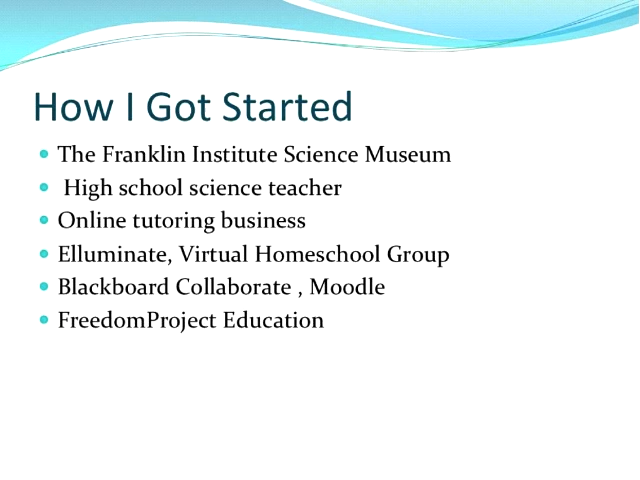 How I Got Started
The Franklin Institute Science Museum
High school science teacher
Online tutoring business
Elluminate, Virtual Homeschool Group
Blackboard Collaborate , Moodle
FreedomProject Education